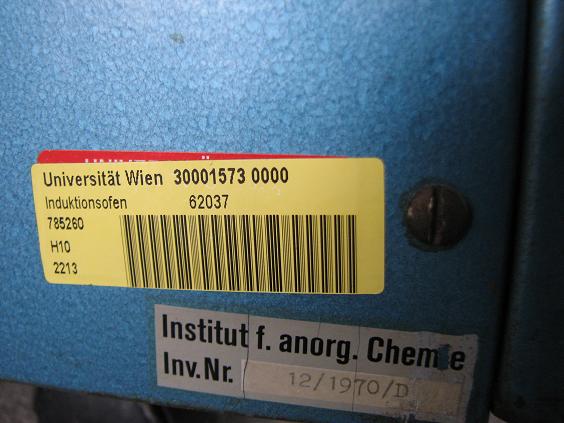 Universität Wien 30001573 0000
Induktionsofen 62037
785260
H10
2213
Institut f. anorg. Chemie
Inv.Nr. 12/1970/D